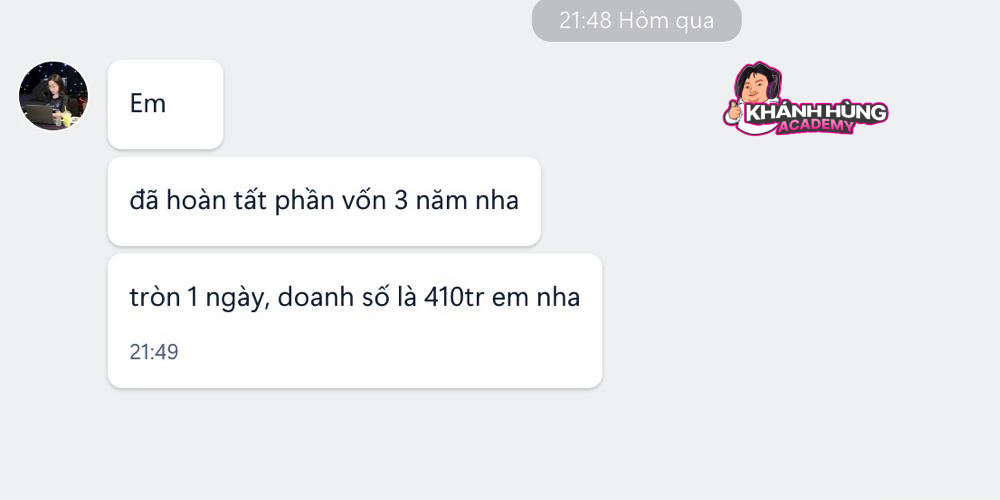 21:48 Hôm qua
Em
KHÁNH HÙNG
ACADEMY
đã hoàn tất phần vốn 3 năm nha
tròn 1 ngày, doanh số là 410tr em nha
21:49